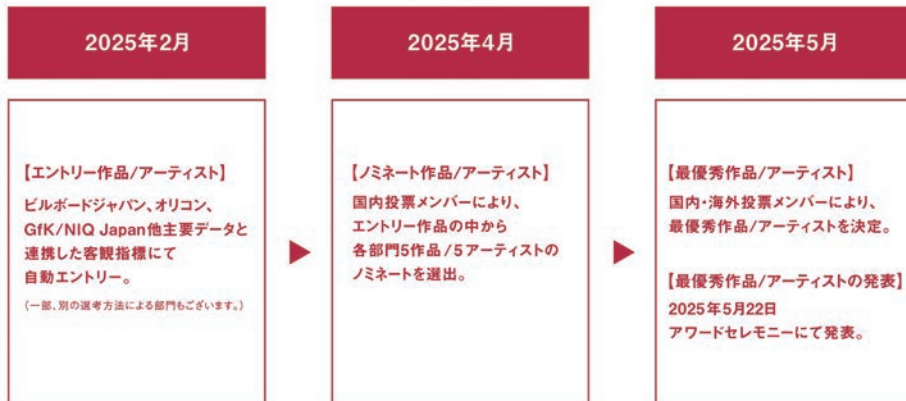 2025年2月
【エントリー作品/アーティスト】
ビルボードジャパン、オリコン、
GfK/NIQ Japan他主要データと
連携した客観指標にて
自動エントリー。
（一部、別の選考方法による部門もございます。）
2025年4月
【ノミネート作品/アーティスト】
国内投票メンバーにより、
エントリー作品の中から
各部門5作品/5アーティストの
ノミネートを選出。
2025年5月
【最優秀作品/アーティスト】
国内・海外投票メンバーにより、
最優秀作品/アーティストを決定。
【最優秀作品/アーティストの発表】
2025年5月22日
アワードセレモニーにて発表。